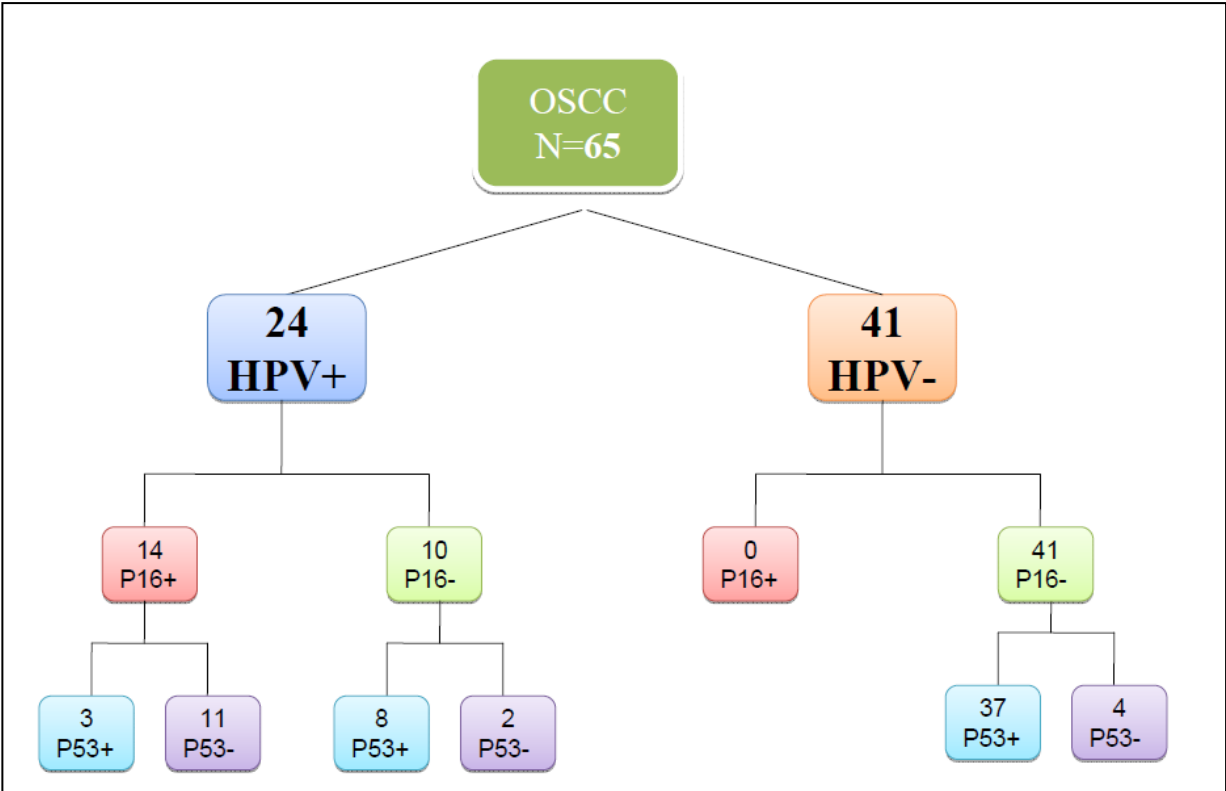 OSCC
N=65
24
HPV+
41
HPV-
14
P16+
10
P16-
0
P16+
41
P16-
3
P53+
11
P53-
8
P53+
2
P53-
37
P53+
4
P53-